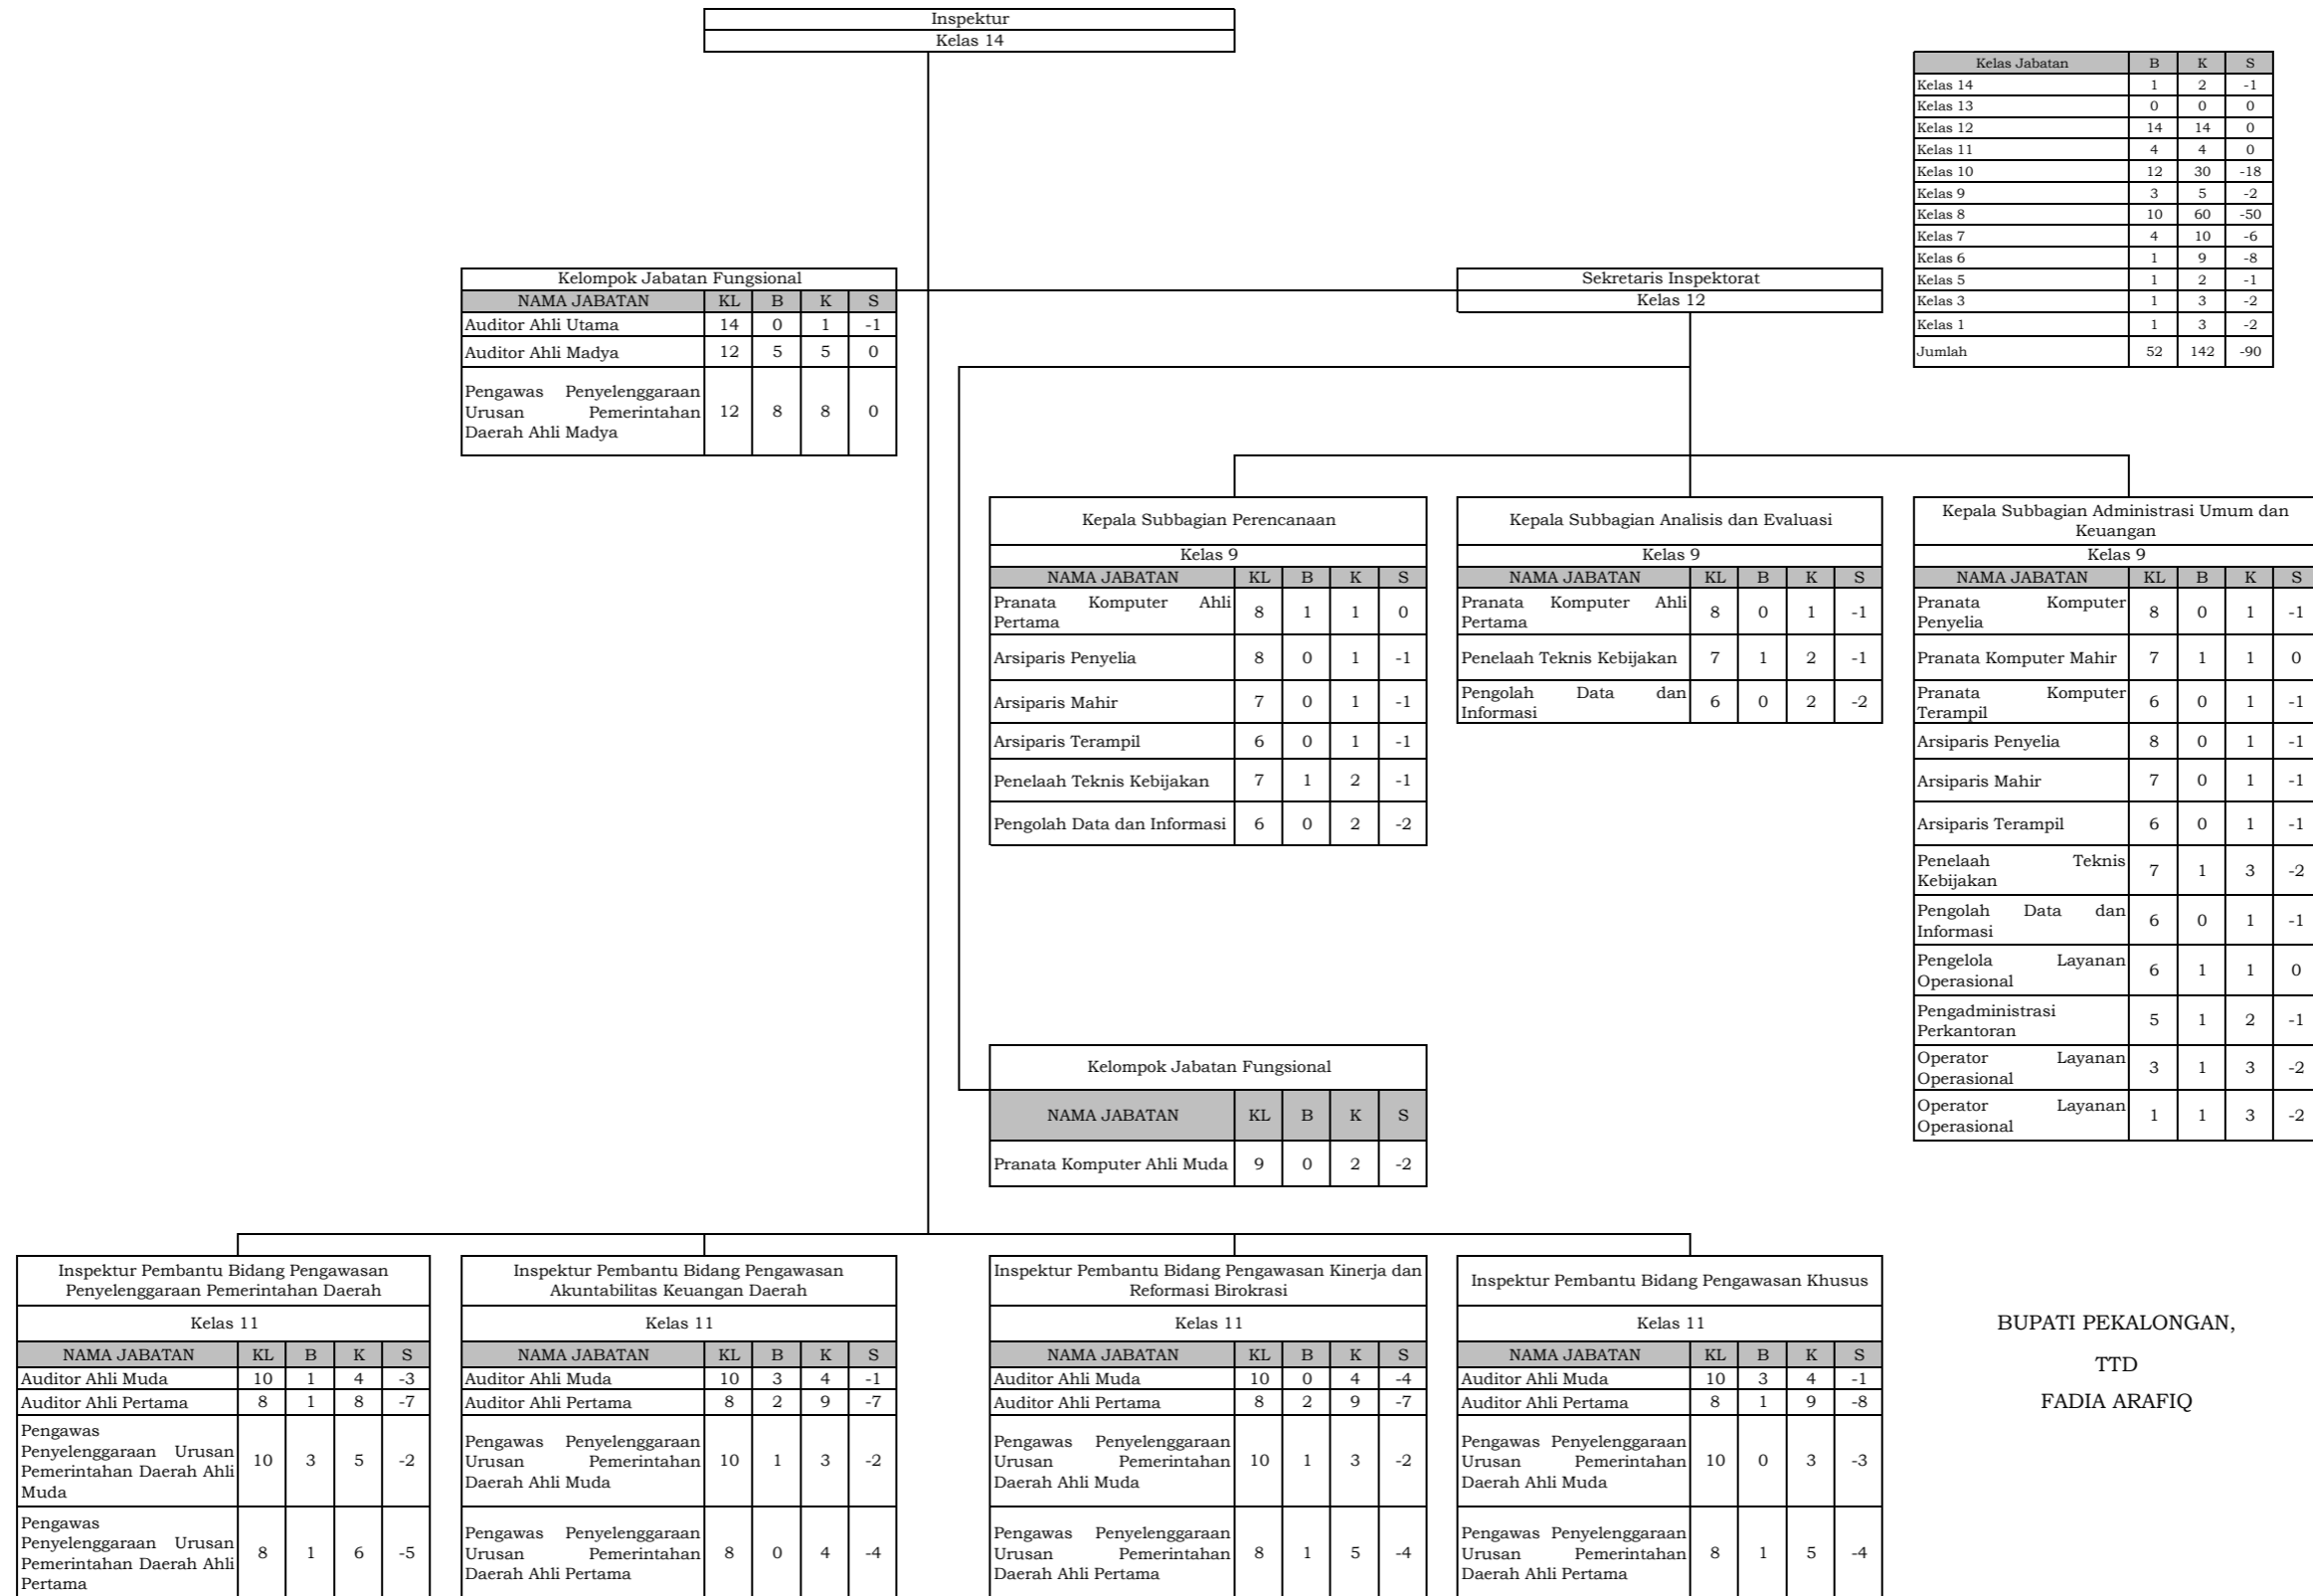 Inspektur
Kelas 14
Kelas Jabatan B K S
Kelas 14 1 2 -1
Kelas 13 0 0 0
Kelas 12 14 14 0
Kelas 11 4 4 0
Kelas 10 12 30 -18
Kelas 9 3 5 -2
Kelas 8 10 60 -50
Kelas 7 4 10 -6
Kelas 6 1 9 -8
Kelas 5 1 2 -1
Kelas 3 1 3 -2
Kelas 1 1 3 -2
Jumlah 52 142 -90
Kelompok Jabatan Fungsional
NAMA JABATAN KL B K S
Auditor Ahli Utama 14 0 1 -1
Auditor Ahli Madya 12 5 5 0
Pengawas Penyelenggaraan
Urusan Pemerintahan 12 8 8 0
Daerah Ahli Madya
Sekretaris Inspektorat
Kelas 12
Kepala Subbagian Perencanaan
Kelas 9
NAMA JABATAN KL B K S
Pranata Komputer Ahli
Pertama 8 1 1 0
Arsiparis Penyelia 8 0 1 -1
Arsiparis Mahir 7 0 1 -1
Arsiparis Terampil 6 0 1 -1
Penelaah Teknis Kebijakan 7 1 2 -1
Pengolah Data dan Informasi 6 0 2 -2
Kepala Subbagian Analisis dan Evaluasi
Kelas 9
NAMA JABATAN KL B K S
Pranata Komputer Ahli
Pertama 8 0 1 -1
Penelaah Teknis Kebijakan 7 1 2 -1
Pengolah Data dan
Informasi 6 0 2 -2
Kepala Subbagian Administrasi Umum dan
Keuangan
Kelas 9
NAMA JABATAN KL B K S
Pranata Komputer
Penyelia 8 0 1 -1
Pranata Komputer Mahir 7 1 1 0
Pranata Komputer
Terampil 6 0 1 -1
Arsiparis Penyelia 8 0 1 -1
Arsiparis Mahir 7 0 1 -1
Arsiparis Terampil 6 0 1 -1
Penelaah Teknis
Kebijakan 7 1 3 -2
Pengolah Data dan
Informasi 6 0 1 -1
Pengelola Layanan
Operasional 6 1 1 0
Pengadministrasi
Perkantoran 5 1 2 -1
Operator Layanan
Operasional 3 1 3 -2
Operator Layanan
Operasional 1 1 3 -2
Kelompok Jabatan Fungsional
NAMA JABATAN KL B K S
Pranata Komputer Ahli Muda 9 0 2 -2
Inspektur Pembantu Bidang Pengawasan
Penyelenggaraan Pemerintahan Daerah
Kelas 11
NAMA JABATAN KL B K S
Auditor Ahli Muda 10 1 4 -3
Auditor Ahli Pertama 8 1 8 -7
Pengawas
Penyelenggaraan Urusan
Pemerintahan Daerah Ahli 10 3 5 -2
Muda
Pengawas
Penyelenggaraan Urusan
Pemerintahan Daerah Ahli 8 1 6 -5
Pertama
Inspektur Pembantu Bidang Pengawasan
Akuntabilitas Keuangan Daerah
Kelas 11
NAMA JABATAN KL B K S
Auditor Ahli Muda 10 3 4 -1
Auditor Ahli Pertama 8 2 9 -7
Pengawas Penyelenggaraan
Urusan Pemerintahan 10 1 3 -2
Daerah Ahli Muda
Pengawas Penyelenggaraan
Urusan Pemerintahan 8 0 4 -4
Daerah Ahli Pertama
Inspektur Pembantu Bidang Pengawasan Kinerja dan
Reformasi Birokrasi
Kelas 11
NAMA JABATAN KL B K S
Auditor Ahli Muda 10 0 4 -4
Auditor Ahli Pertama 8 2 9 -7
Pengawas Penyelenggaraan
Urusan Pemerintahan 10 1 3 -2
Daerah Ahli Muda
Pengawas Penyelenggaraan
Urusan Pemerintahan 8 1 5 -4
Daerah Ahli Pertama
Inspektur Pembantu Bidang Pengawasan Khusus
Kelas 11
NAMA JABATAN KL B K S
Auditor Ahli Muda 10 3 4 -1
Auditor Ahli Pertama 8 1 9 -8
Pengawas Penyelenggaraan
Urusan Pemerintahan 10 0 3 -3
Daerah Ahli Muda
Pengawas Penyelenggaraan
Urusan Pemerintahan 8 1 5 -4
Daerah Ahli Pertama
BUPATI PEKALONGAN,
TTD
FADIA ARAFIQ